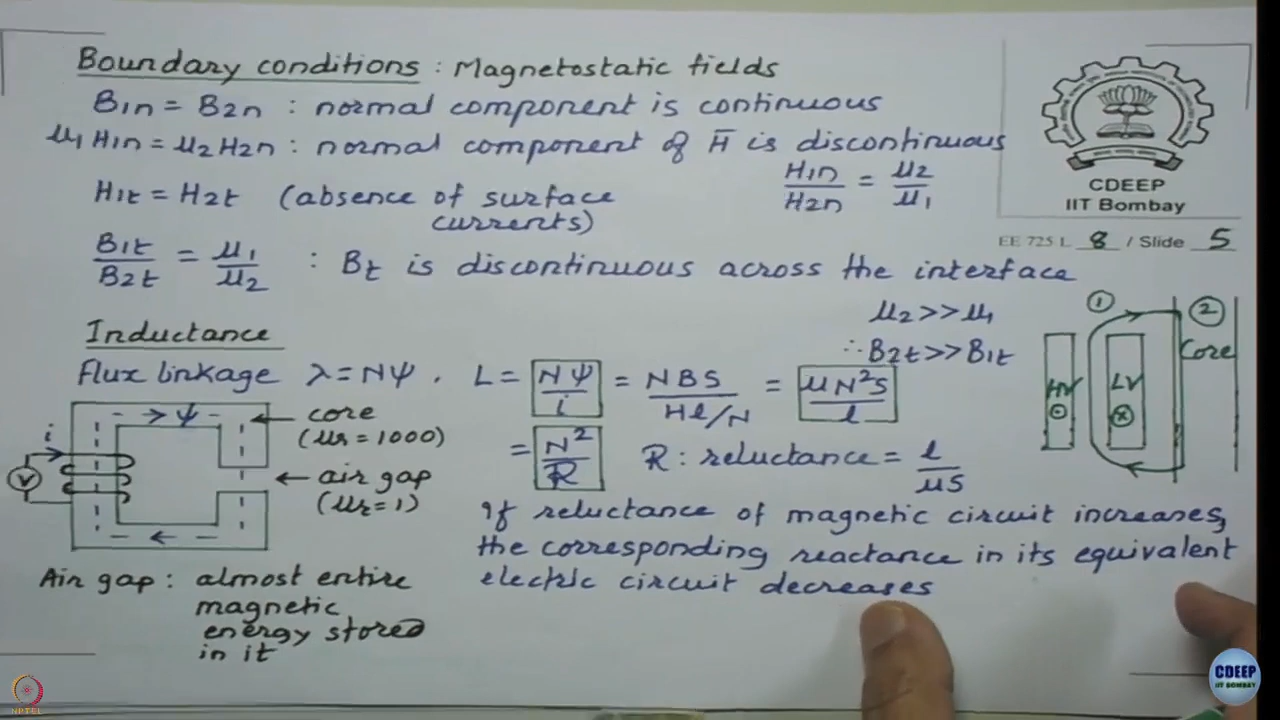 Boundary conditions : Magnetostatic fields
B1n = B2n : normal component is continuous
μ1 H1n = μ2 H2n : normal component of H̄ is discontinuous
H1n/H2n = μ2/μ1
H1t = H2t (absence of surface
currents)
CDEEP
IIT Bombay
EE 725 L 8 / Slide 5
B1t/B2t = μ1/μ2 : Bt is discontinuous across the interface
μ2 >> μ1
∴ B2t >> B1t
1
2
Core
HV
LV
Inductance
Flux linkage λ = Nψ . L = Nψ/i = NBS/(Hl/N) = μN²S/l
= N²/R R : reluctance = l/μS
i
V
ψ
core
(μr = 1000)
air gap
(μr = 1)
If reluctance of magnetic circuit increases,
the corresponding reactance in its equivalent
electric circuit decreases
Air gap : almost entire
magnetic
energy stored
in it
NPTEL
CDEEP
IIT BOMBAY